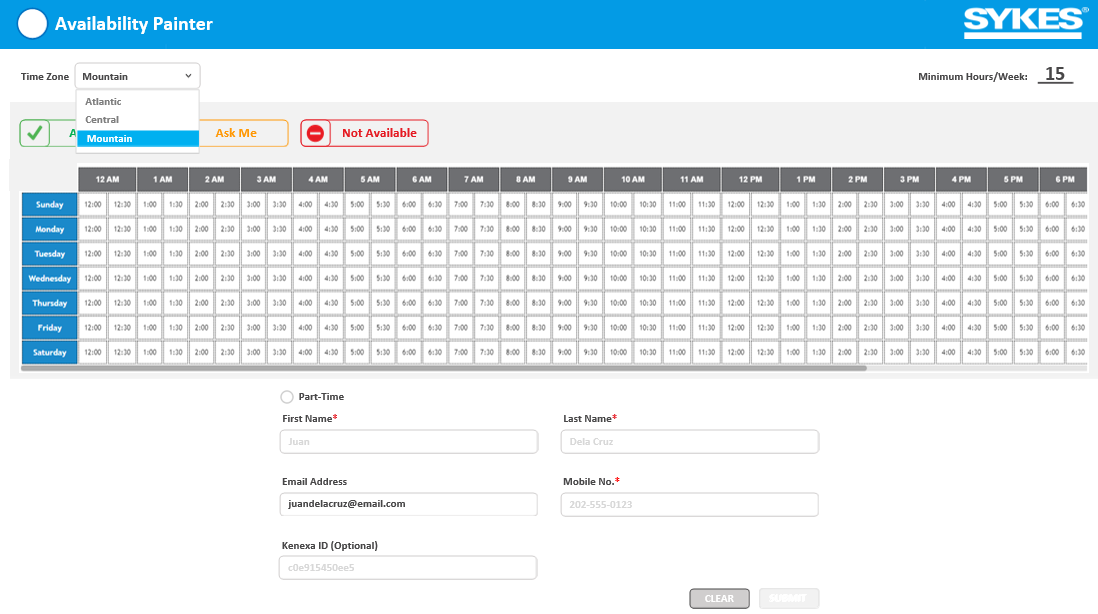 Availability Painter
SYKES®
Time Zone Mountain Minimum Hours/Week: 15
Atlantic
Central
Mountain
A Ask Me Not Available
12 AM 1 AM 2 AM 3 AM 4 AM 5 AM 6 AM 7 AM 8 AM 9 AM 10 AM 11 AM 12 PM 1 PM 2 PM 3 PM 4 PM 5 PM 6 PM
Sunday 12:00 12:30 1:00 1:30 2:00 2:30 3:00 3:30 4:00 4:30 5:00 5:30 6:00 6:30 7:00 7:30 8:00 8:30 9:00 9:30 10:00 10:30 11:00 11:30 12:00 12:30 1:00 1:30 2:00 2:30 3:00 3:30 4:00 4:30 5:00 5:30 6:00 6:30
Monday 12:00 12:30 1:00 1:30 2:00 2:30 3:00 3:30 4:00 4:30 5:00 5:30 6:00 6:30 7:00 7:30 8:00 8:30 9:00 9:30 10:00 10:30 11:00 11:30 12:00 12:30 1:00 1:30 2:00 2:30 3:00 3:30 4:00 4:30 5:00 5:30 6:00 6:30
Tuesday 12:00 12:30 1:00 1:30 2:00 2:30 3:00 3:30 4:00 4:30 5:00 5:30 6:00 6:30 7:00 7:30 8:00 8:30 9:00 9:30 10:00 10:30 11:00 11:30 12:00 12:30 1:00 1:30 2:00 2:30 3:00 3:30 4:00 4:30 5:00 5:30 6:00 6:30
Wednesday 12:00 12:30 1:00 1:30 2:00 2:30 3:00 3:30 4:00 4:30 5:00 5:30 6:00 6:30 7:00 7:30 8:00 8:30 9:00 9:30 10:00 10:30 11:00 11:30 12:00 12:30 1:00 1:30 2:00 2:30 3:00 3:30 4:00 4:30 5:00 5:30 6:00 6:30
Thursday 12:00 12:30 1:00 1:30 2:00 2:30 3:00 3:30 4:00 4:30 5:00 5:30 6:00 6:30 7:00 7:30 8:00 8:30 9:00 9:30 10:00 10:30 11:00 11:30 12:00 12:30 1:00 1:30 2:00 2:30 3:00 3:30 4:00 4:30 5:00 5:30 6:00 6:30
Friday 12:00 12:30 1:00 1:30 2:00 2:30 3:00 3:30 4:00 4:30 5:00 5:30 6:00 6:30 7:00 7:30 8:00 8:30 9:00 9:30 10:00 10:30 11:00 11:30 12:00 12:30 1:00 1:30 2:00 2:30 3:00 3:30 4:00 4:30 5:00 5:30 6:00 6:30
Saturday 12:00 12:30 1:00 1:30 2:00 2:30 3:00 3:30 4:00 4:30 5:00 5:30 6:00 6:30 7:00 7:30 8:00 8:30 9:00 9:30 10:00 10:30 11:00 11:30 12:00 12:30 1:00 1:30 2:00 2:30 3:00 3:30 4:00 4:30 5:00 5:30 6:00 6:30
Part-Time
First Name* Last Name*
Juan Dela Cruz
Email Address Mobile No.*
juandelacruz@email.com 202-555-0123
Kenexa ID (Optional)
c0e915450ee5
CLEAR SUBMIT